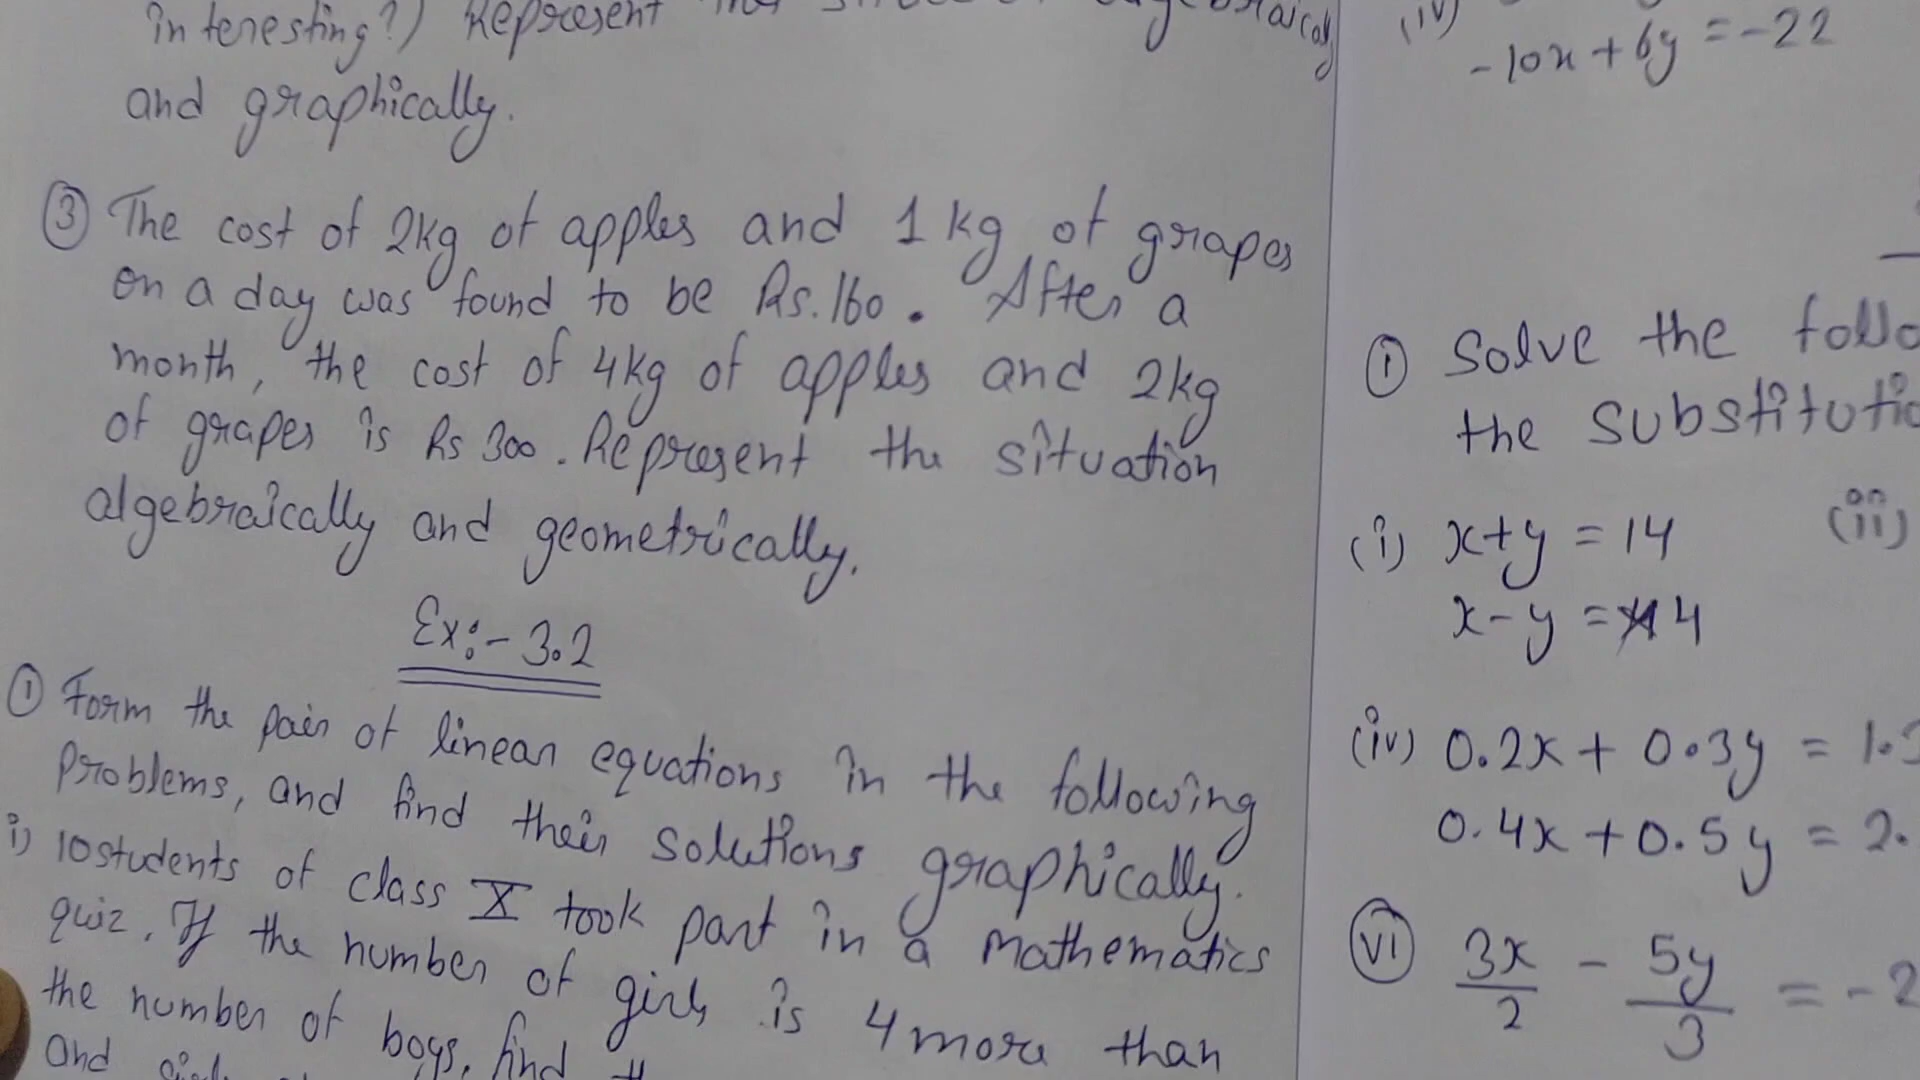 interesting?) Represent
and graphically.
③ The cost of 2kg of apples and 1 kg of grapes
on a day was found to be Rs.160. After a
month, the cost of 4kg of apples and 2kg
of grapes is Rs 300. Represent the situation
algebraically and geometrically.
Ex:- 3.2
① Form the pair of linear equations in the following
problems, and find their solutions graphically.
i) 10 students of class X took part in a Mathematics
quiz. If the number of girls is 4 more than
the number of boys, find
and
(iv)
-10x + 6y = -22
① Solve the
the
(i) x+y = 14
(ii)
x-y = 4
(iv) 0.2x + 0.3y = 1.
0.4x + 0.5y = 2.
(vi) 3x/2 - 5y/3 = -2